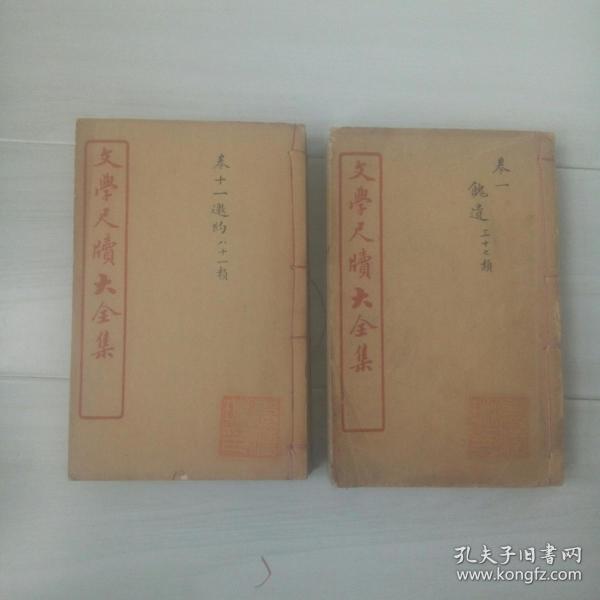 文學尺牘大全集
卷十一邀約八十一類
文學尺牘大全集
卷一
餽遺三十七類
孔夫子旧書网
www.kongfz.com